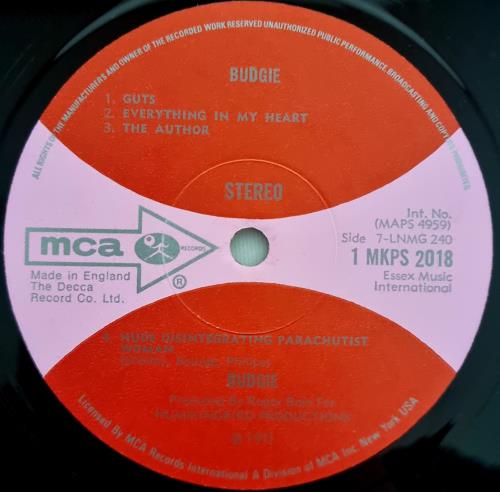 ALL RIGHTS OF THE MANUFACTURERS AND OWNER OF THE RECORDED WORK RESERVED UNAUTHORIZED PUBLIC PERFORMANCE BROADCASTING AND COPYING PROHIBITED
BUDGIE
1. GUTS
2. EVERYTHING IN MY HEART
3. THE AUTHOR
STEREO
mca
RECORDS
®
Made in England
The Decca
Record Co. Ltd.
Int. No.
(MAPS 4959)
Side 7-LNMG 240
1 MKPS 2018
Essex Music
International
4. NUDE DISINTEGRATING PARACHUTIST
WOMAN
(Shelley, Bourge, Phillips)
BUDGIE
Produced By Roger Bain For
PRODUCTIONS
℗ 1971
Licensed By MCA Records International A Division of MCA Inc. New York USA